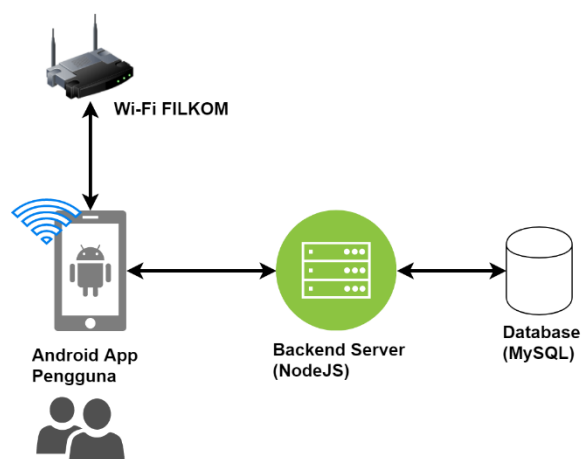 Wi-Fi FILKOM
Android App
Pengguna
Backend Server
(NodeJS)
Database
(MySQL)